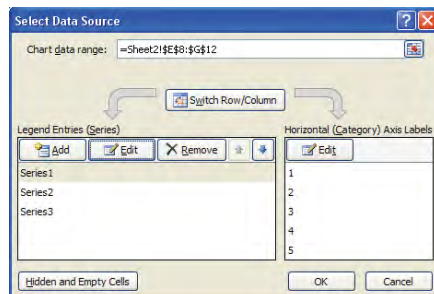 Select Data Source
Chart data range: =Sheet2!$E$8:$G$12
Switch Row/Column
Legend Entries (Series)
Horizontal (Category) Axis Labels
Add Edit Remove
Edit
Series1
Series2
Series3
1
2
3
4
5
Hidden and Empty Cells
OK Cancel